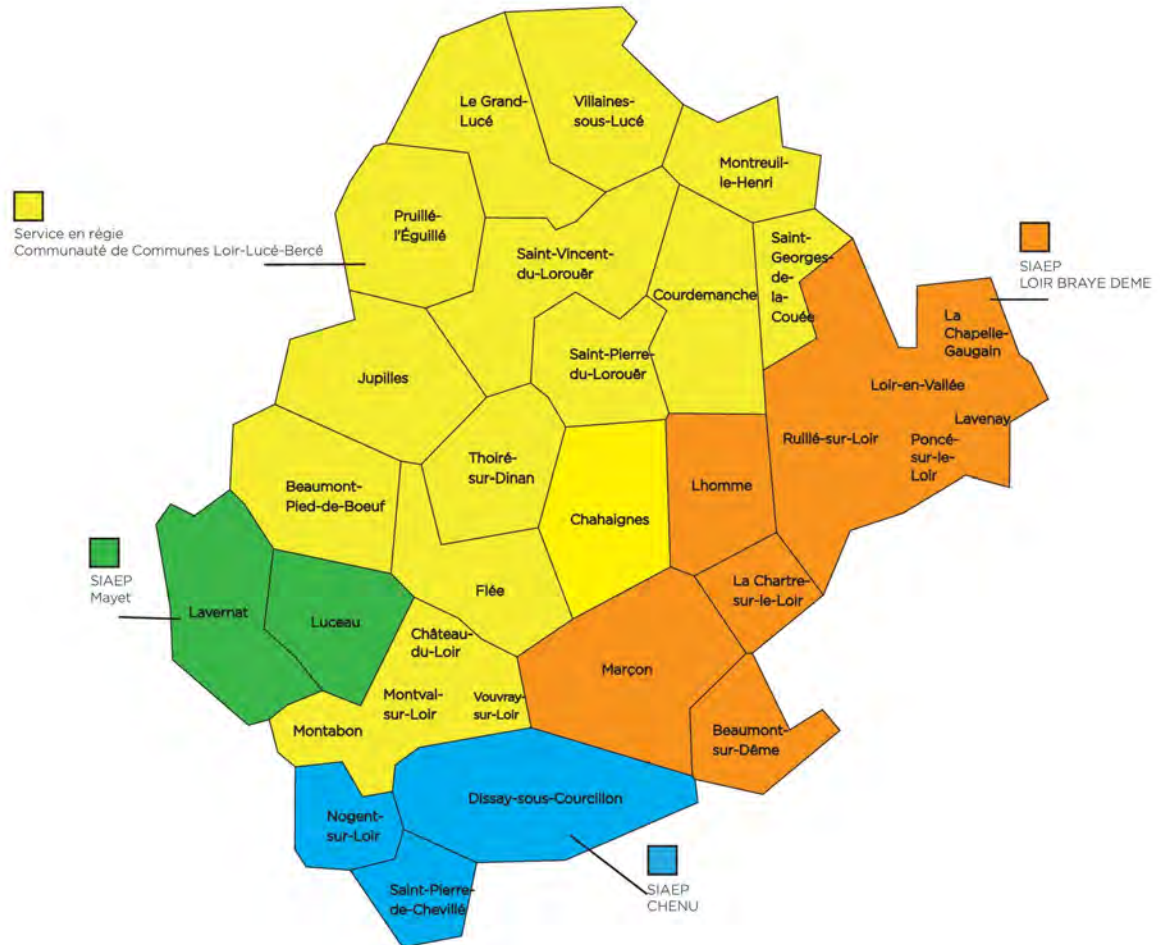 Le Grand-
Lucé
Villaines-
sous-Lucé
Montreuil-
le-Henri
Service en régie
Communauté de Communes Loir-Lucé-Bercé
Pruillé-
l'Éguillé
Saint-Vincent-
du-Lorouër
Courdemanche
Saint-
Georges-
de-
la-
Couée
SIAEP
LOIR BRAYE DEME
La
Chapelle-
Gaugain
Jupilles
Saint-Pierre-
du-Lorouër
Loir-en-Vallée
Lavenay
Ruillé-sur-Loir
Poncé-
sur-le-
Loir
Thoiré-
sur-Dinan
Beaumont-
Pied-de-Boeuf
Lhomme
Chahaignes
SIAEP
Mayet
Lavernat
Luceau
Flée
La Chartre-
sur-le-Loir
Château-
du-Loir
Marçon
Montval-
sur-Loir
Vouvray-
sur-Loir
Montabon
Beaumont-
sur-Dême
Dissay-sous-Courcillon
Nogent-
sur-Loir
Saint-Pierre-
de-Chevillé
SIAEP
CHENU